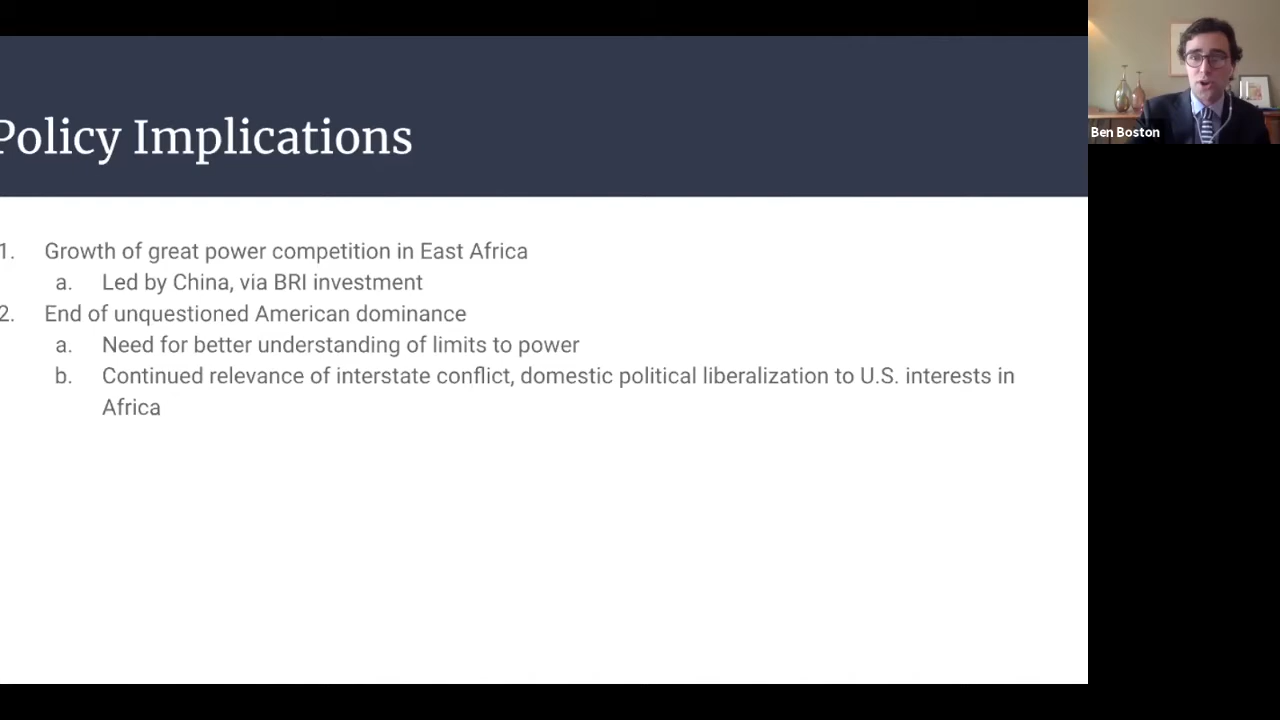 Policy Implications
Ben Boston
1. Growth of great power competition in East Africa
a. Led by China, via BRI investment
2. End of unquestioned American dominance
a. Need for better understanding of limits to power
b. Continued relevance of interstate conflict, domestic political liberalization to U.S. interests in
Africa